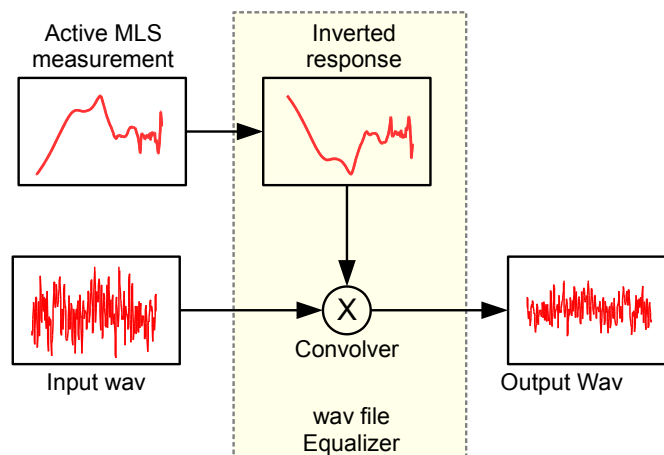 Active MLS
measurement
Inverted
response
X
Convolver
Input wav
Output Wav
wav file
Equalizer